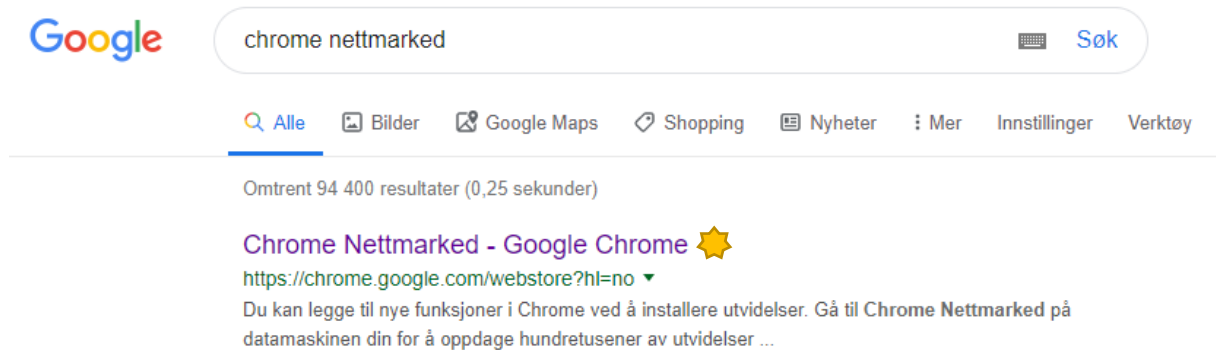 Google chrome nettmarked Søk
Alle Bilder Google Maps Shopping Nyheter Mer Innstillinger Verktøy
Omtrent 94 400 resultater (0,25 sekunder)
Chrome Nettmarked - Google Chrome
https://chrome.google.com/webstore?hl=no
Du kan legge til nye funksjoner i Chrome ved å installere utvidelser. Gå til Chrome Nettmarked på
datamaskinen din for å oppdage hundretusener av utvidelser ...